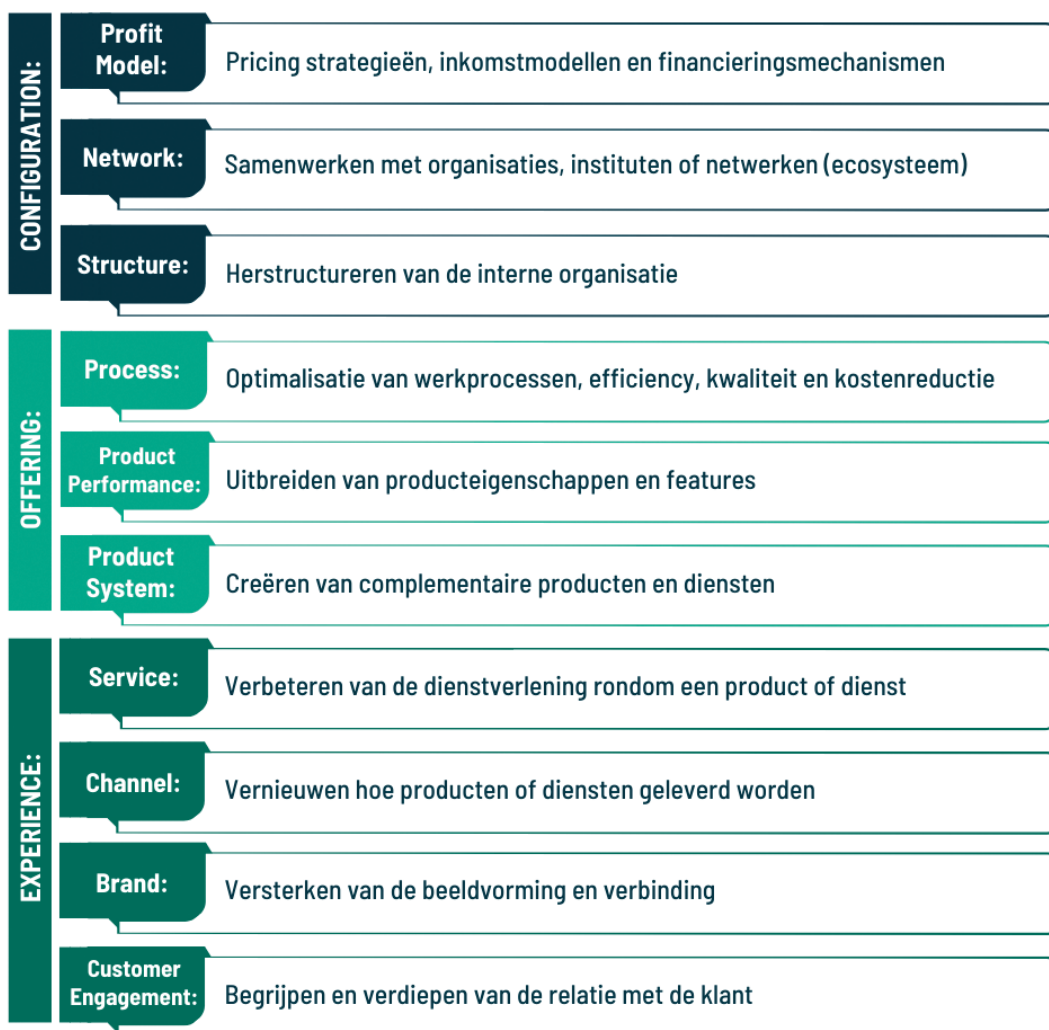 CONFIGURATION:
Profit
Model:
Pricing strategieën, inkomstmodellen en financieringsmechanismen
Network:
Samenwerken met organisaties, instituten of netwerken (ecosysteem)
Structure:
Herstructureren van de interne organisatie
OFFERING:
Process:
Optimalisatie van werkprocessen, efficiency, kwaliteit en kostenreductie
Product
Performance:
Uitbreiden van producteigenschappen en features
Product
System:
Creëren van complementaire producten en diensten
EXPERIENCE:
Service:
Verbeteren van de dienstverlening rondom een product of dienst
Channel:
Vernieuwen hoe producten of diensten geleverd worden
Brand:
Versterken van de beeldvorming en verbinding
Customer
Engagement:
Begrijpen en verdiepen van de relatie met de klant